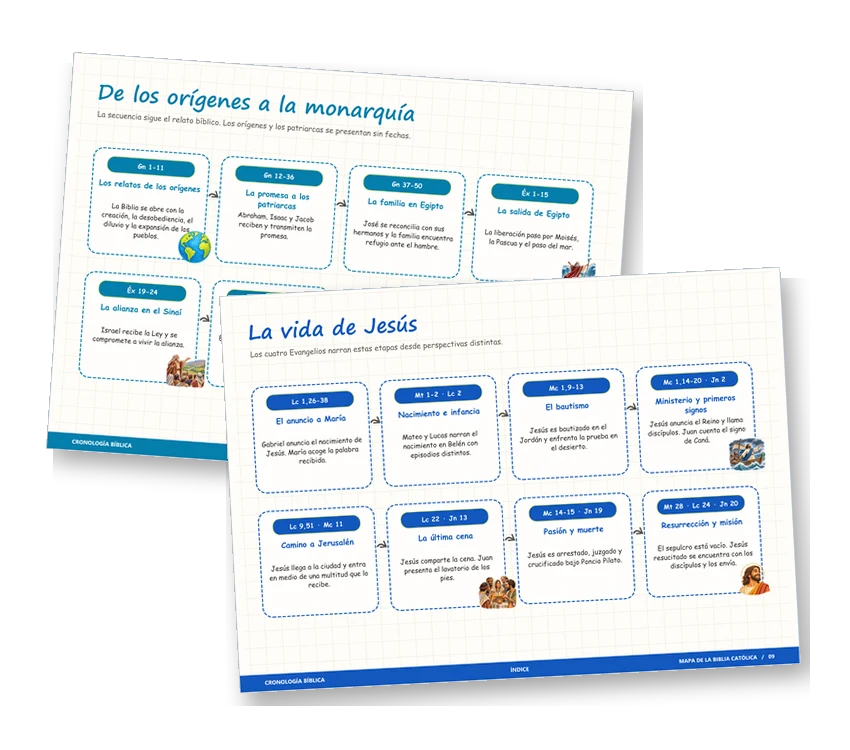 De los orígenes a la monarquía
La secuencia sigue el relato bíblico. Los orígenes y los patriarcas se presentan sin fechas.
Gn 1-11
Los relatos de los orígenes
La Biblia se abre con la
creación, la desobediencia, el
diluvio y la expansión de los
pueblos.
Gn 12-36
La promesa a los
patriarcas
Abraham, Isaac y Jacob
reciben y transmiten la
promesa.
Gn 37-50
La familia en Egipto
José se reconcilia con sus
hermanos y la familia encuentra
refugio ante el hambre.
Éx 1-15
La salida de Egipto
La liberación pasa por Moisés,
la Pascua y el paso del mar.
Éx 19-24
La alianza en el Sinaí
Israel recibe la Ley y se
compromete a vivir la alianza.
CRONOLOGÍA BÍBLICA
La vida de Jesús
Los cuatro Evangelios narran estas etapas desde perspectivas distintas.
Lc 1,26-38
El anuncio a María
Gabriel anuncia el nacimiento de
Jesús. María acoge la palabra
recibida.
Mt 1-2 · Lc 2
Nacimiento e infancia
Mateo y Lucas narran el
nacimiento en Belén con
episodios distintos.
Mc 1,9-13
El bautismo
Jesús es bautizado en el
Jordán y enfrenta la prueba en
el desierto.
Mc 1,14-20 · Jn 2
Ministerio y primeros
signos
Jesús anuncia el Reino y llama
discípulos. Juan cuenta el signo
de Caná.
Lc 9,51 · Mc 11
Camino a Jerusalén
Jesús llega a la ciudad y entra
en medio de una multitud que lo
recibe.
Lc 22 · Jn 13
La última cena
Jesús comparte la cena. Juan
presenta el lavatorio de los
pies.
Mc 14-15 · Jn 19
Pasión y muerte
Jesús es arrestado, juzgado y
crucificado bajo Poncio Pilato.
Mt 28 · Lc 24 · Jn 20
Resurrección y misión
El sepulcro está vacío. Jesús
resucitado se encuentra con los
discípulos y los envía.
CRONOLOGÍA BÍBLICA
ÍNDICE
MAPA DE LA BIBLIA CATÓLICA / 09